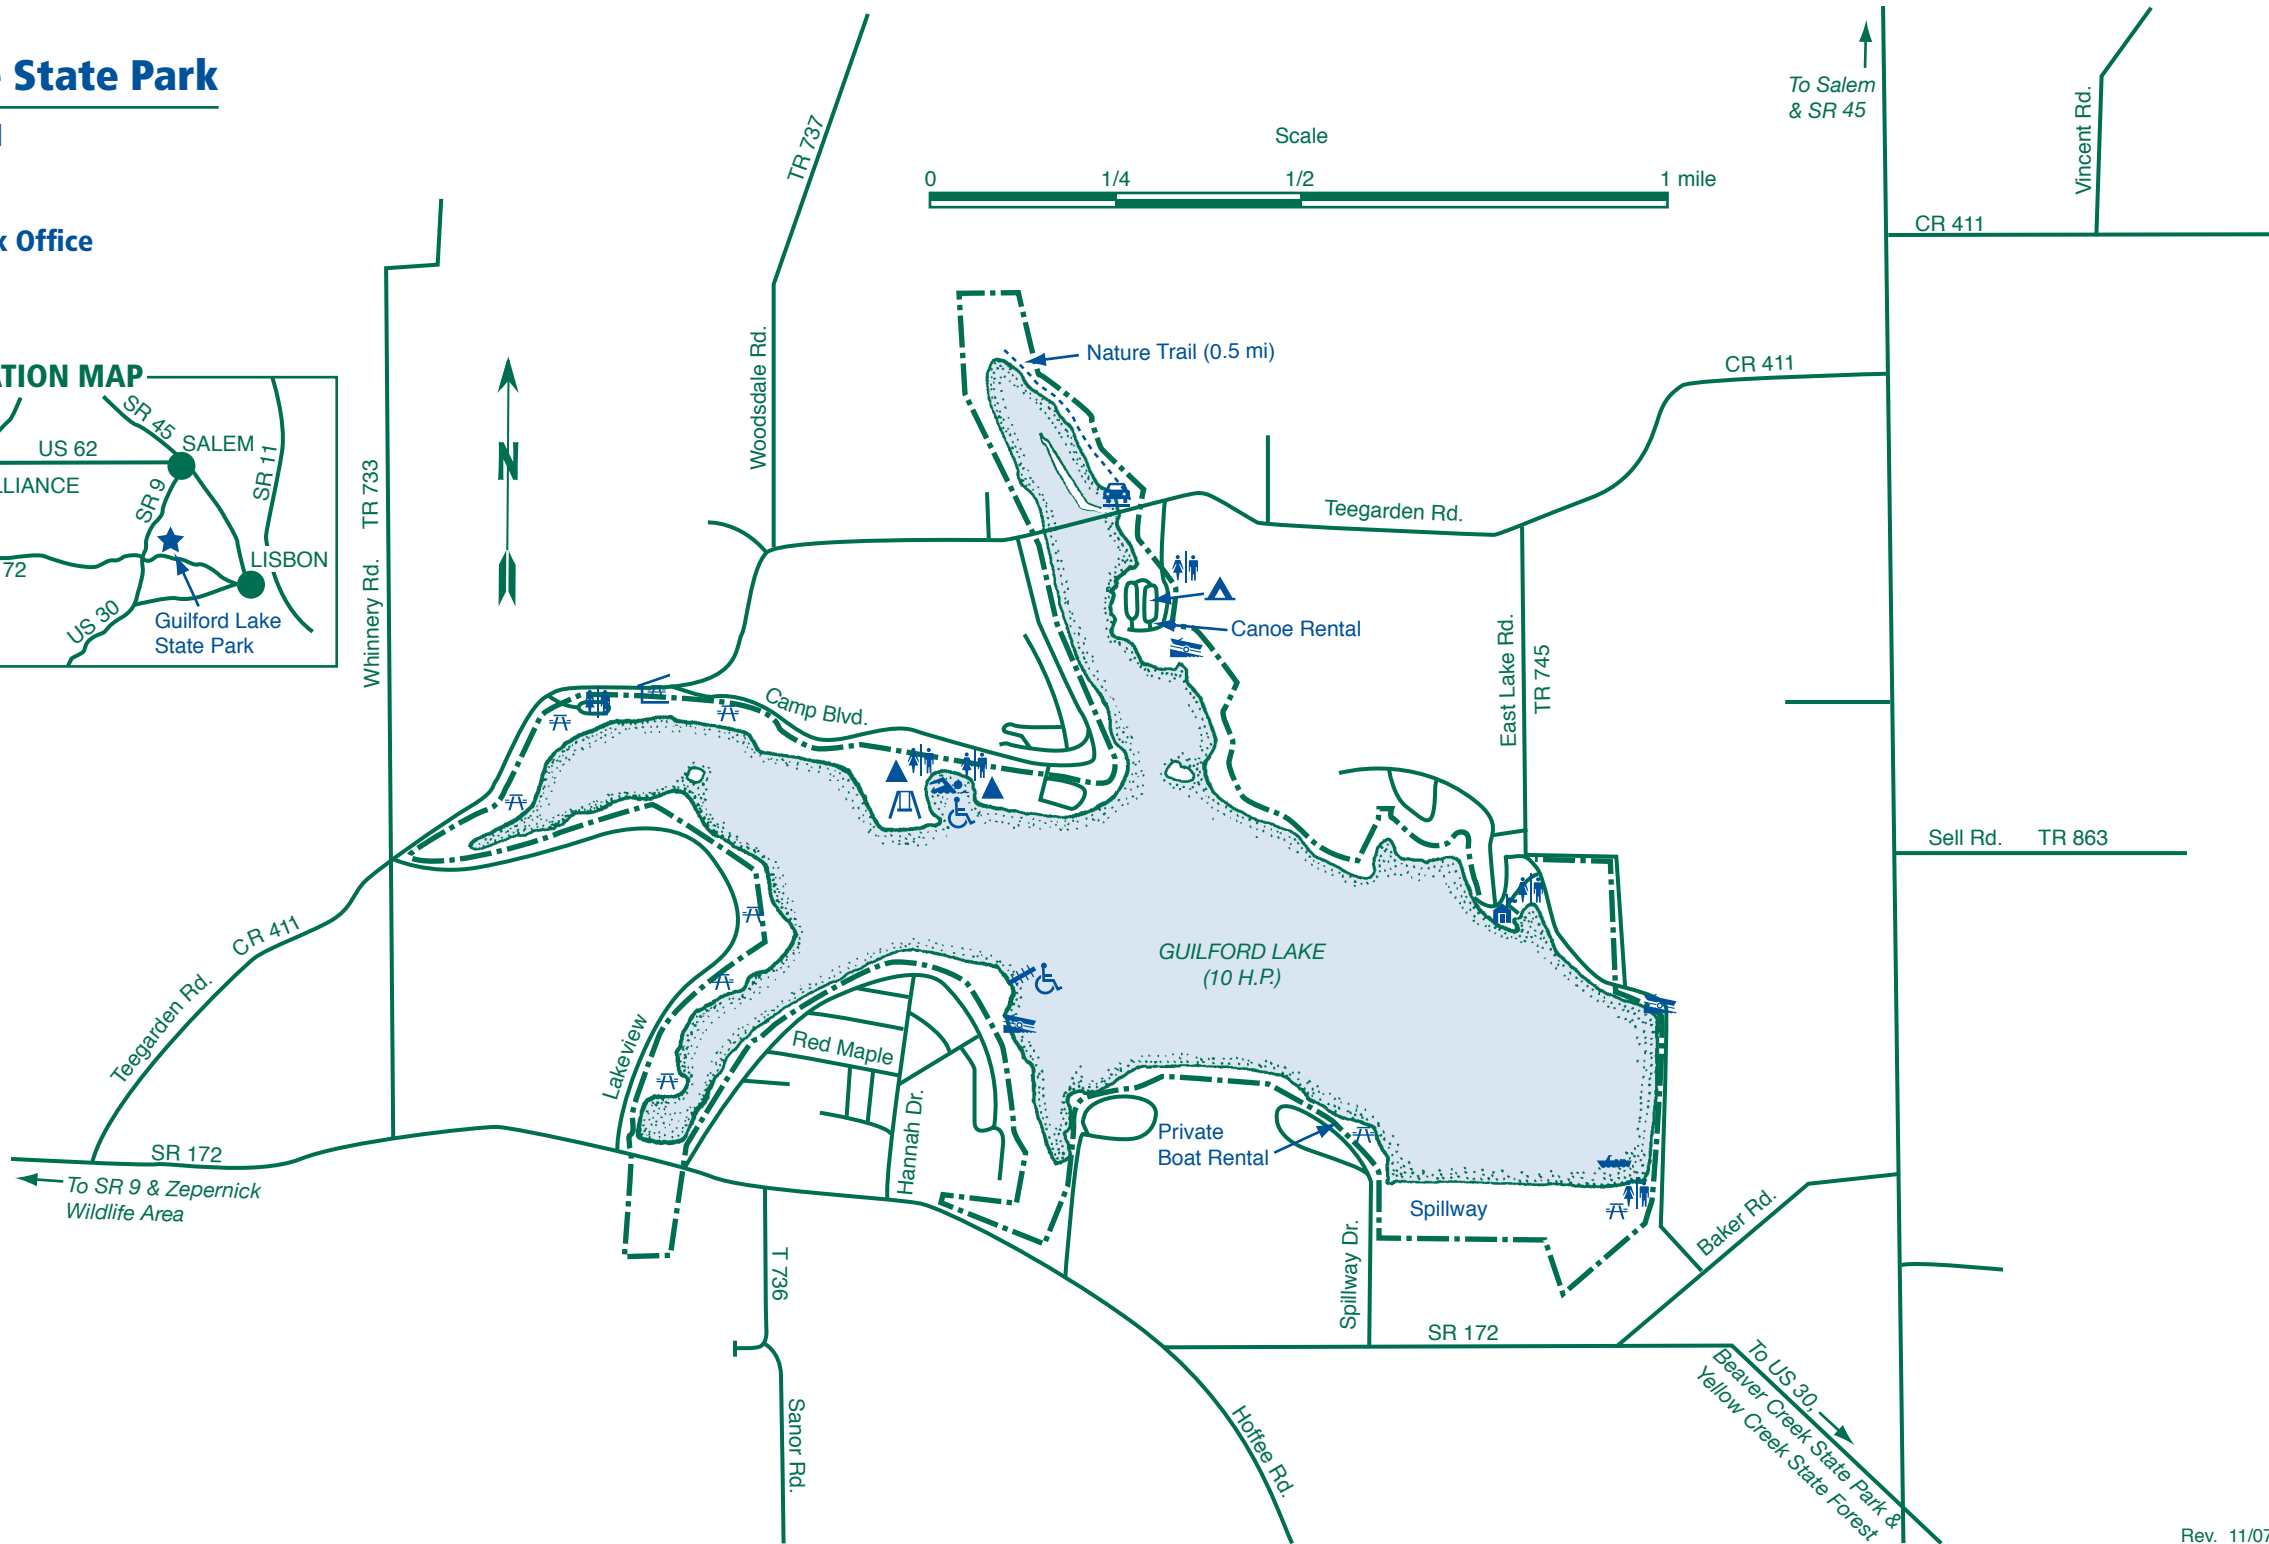 State Park
k Office
TION MAP
SR 45
US 62
SALEM
SR 11
LLIANCE
SR 9
72
LISBON
US 30
Guilford Lake
State Park
TR 737
Woodsdale Rd.
TR 733
Whinnery Rd.
N
Scale
0 1/4 1/2 1 mile
To Salem
& SR 45
Vincent Rd.
CR 411
Nature Trail (0.5 mi)
CR 411
Teegarden Rd.
Canoe Rental
East Lake Rd.
TR 745
Camp Blvd.
Sell Rd. TR 863
CR 411
Teegarden Rd.
GUILFORD LAKE
(10 H.P.)
Lakeview
Red Maple
Hannah Dr.
Private
Boat Rental
SR 172
To SR 9 & Zepernick
Wildlife Area
Spillway
Baker Rd.
T 736
Spillway Dr.
SR 172
Sanor Rd.
Hoffee Rd.
To US 30,
Beaver Creek State Park &
Yellow Creek State Forest
Rev. 11/07